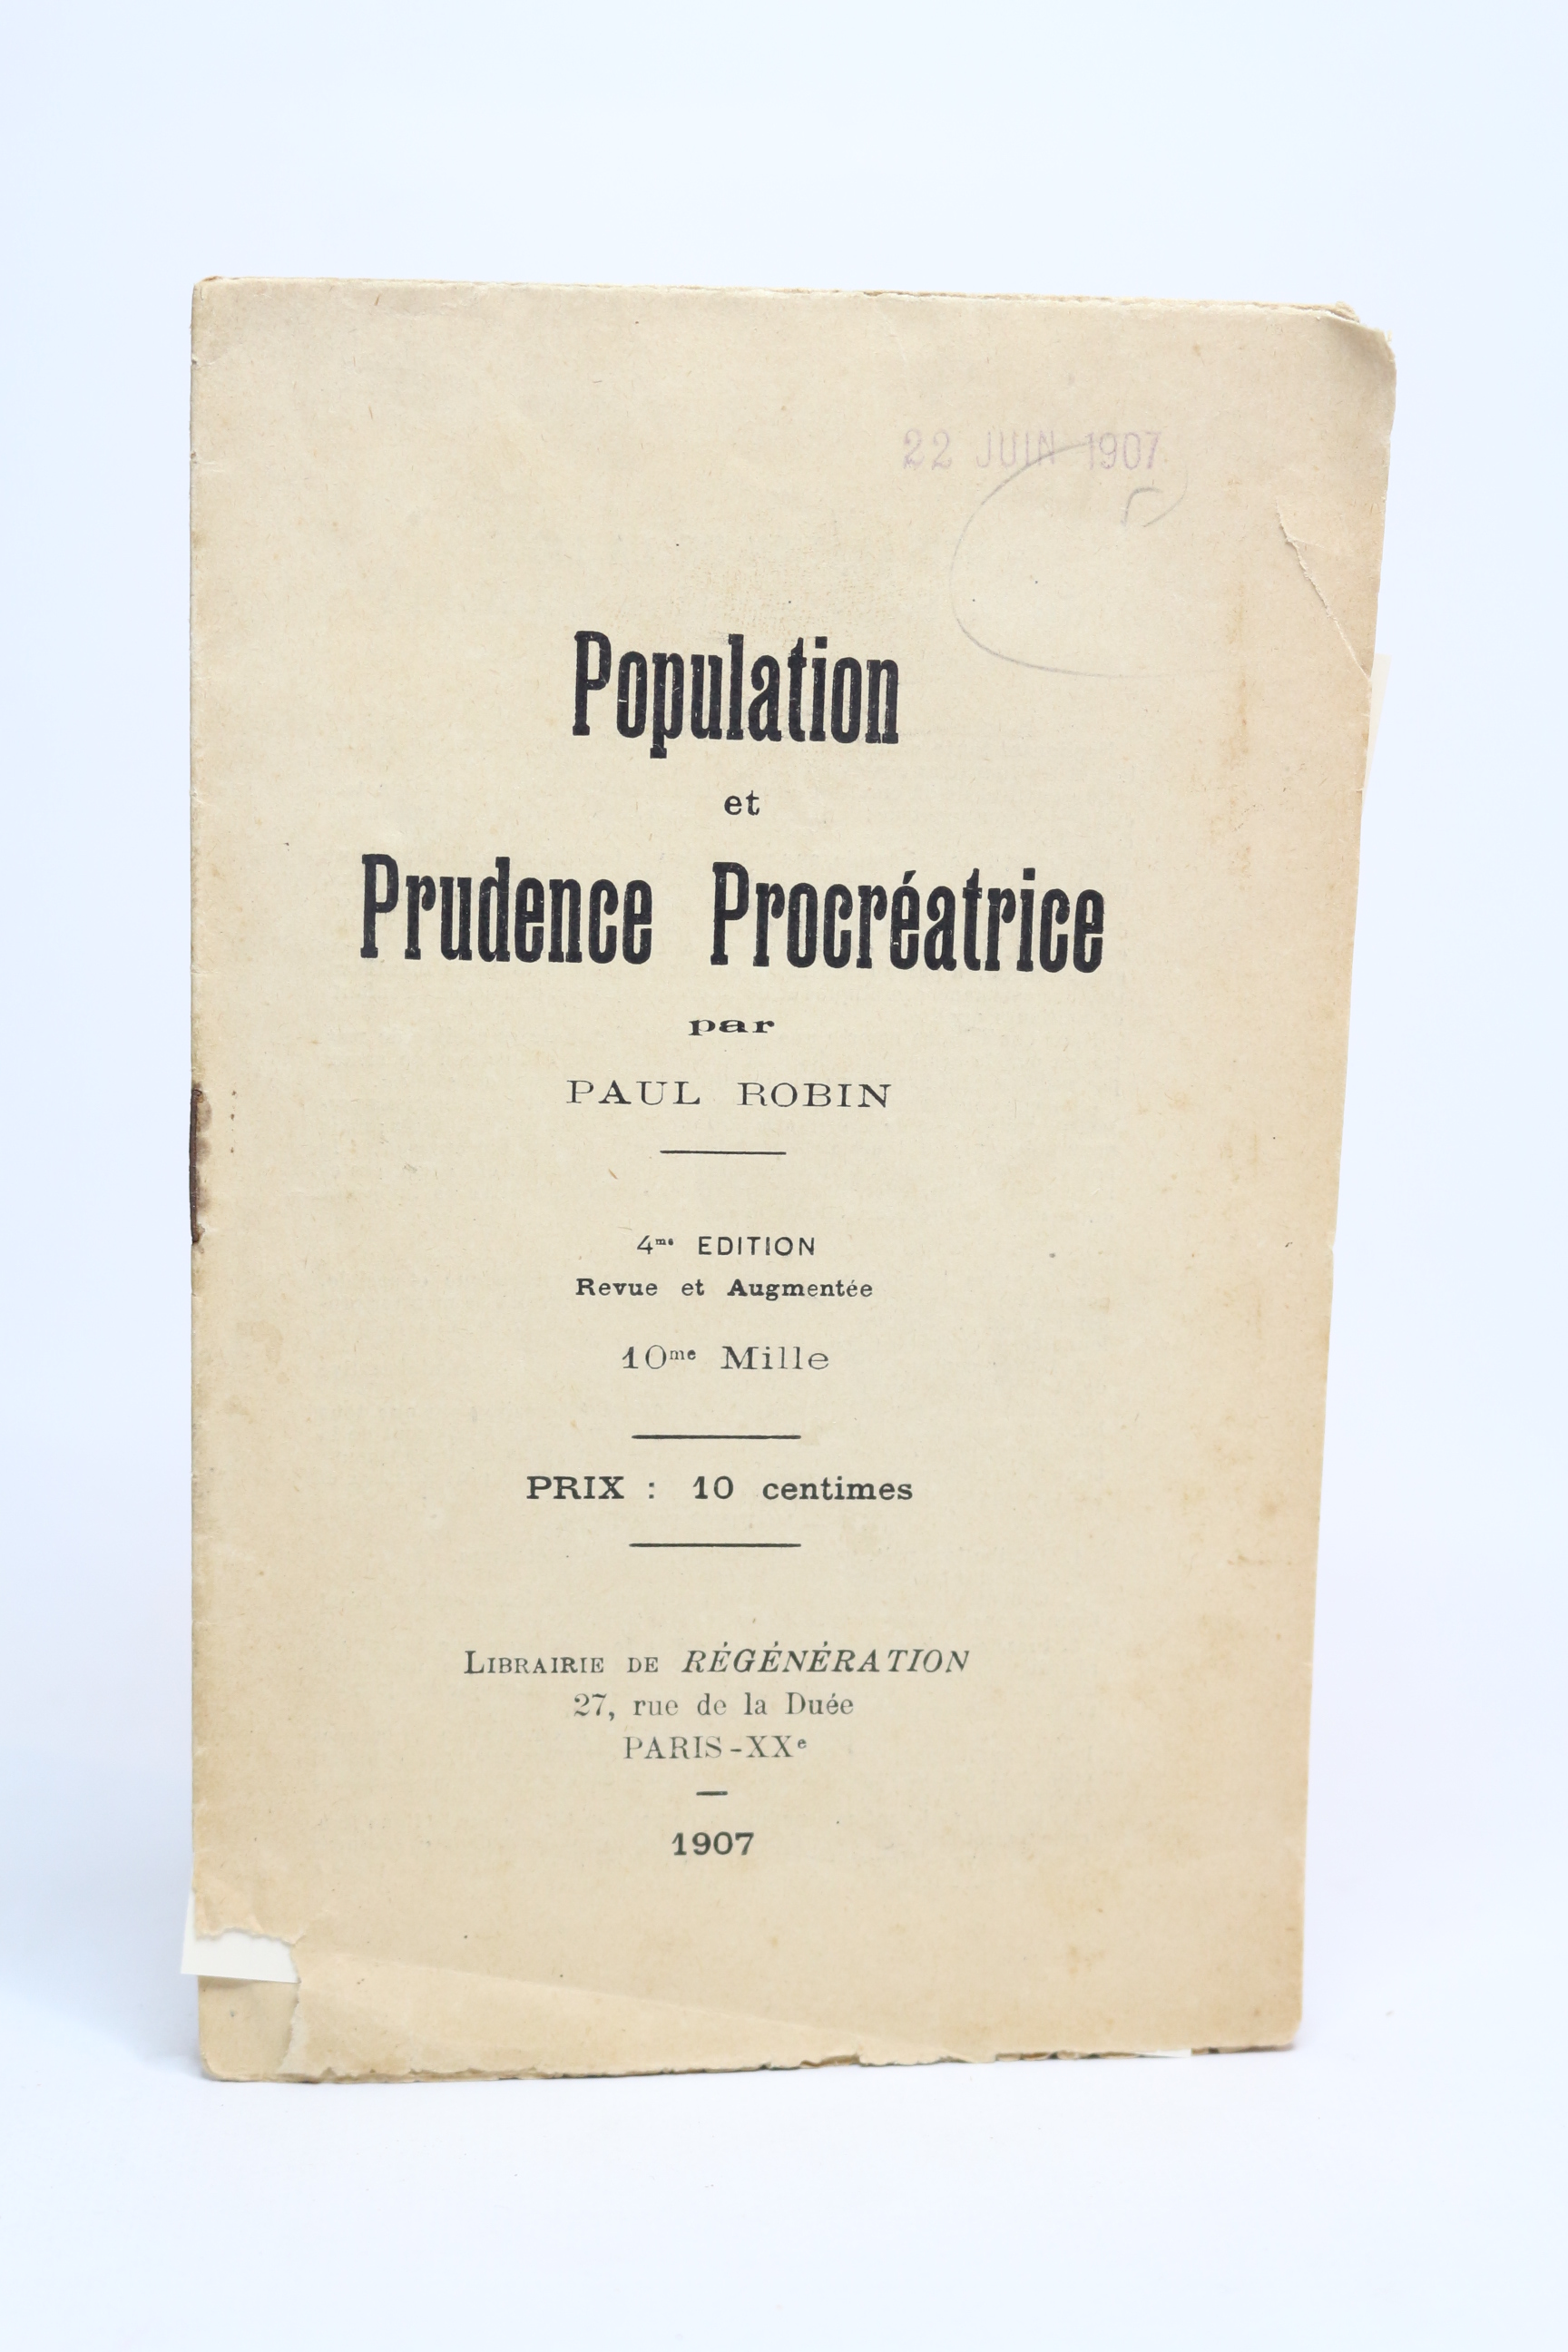 22 JUIN 1907
Population
et
Prudence Procréatrice
par
PAUL ROBIN
4me EDITION
Revue et Augmentée
10me Mille
PRIX : 10 centimes
LIBRAIRIE DE RÉGÉNÉRATION
27, rue de la Duée
PARIS-XXe
1907